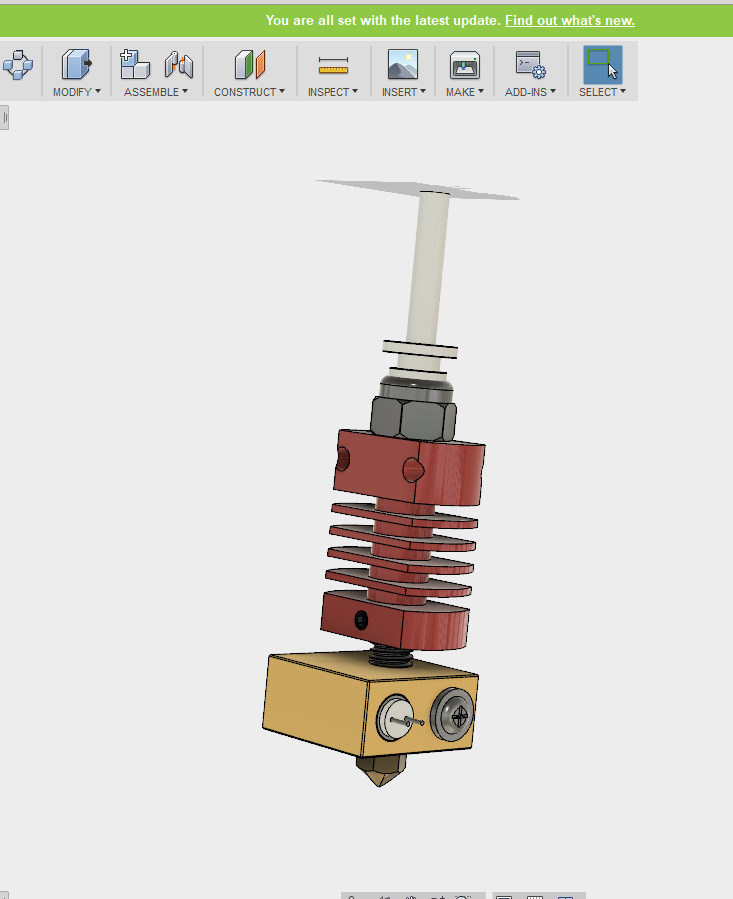 You are all set with the latest update. Find out what's new.
MODIFY ▾ ASSEMBLE ▾ CONSTRUCT ▾ INSPECT ▾ INSERT ▾ MAKE ▾ ADD-INS ▾ SELECT ▾